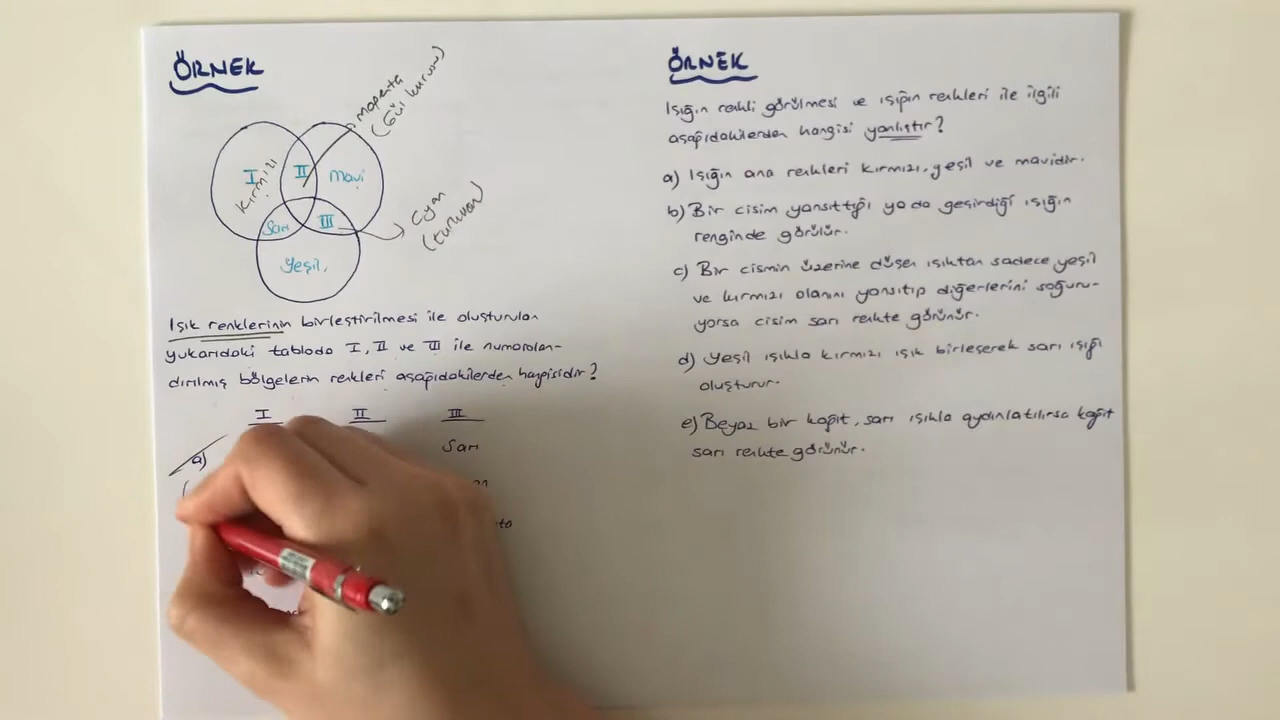 ÖRNEK
magenta
(Gül kurusu)
I
Kırmızı
II
Mavi
Sarı
III
Cyan
(turkuaz)
Yeşil
Işık renklerinin birleştirilmesi ile oluşturulan
yukarıdaki tabloda I, II ve III ile numaralan-
dırılmış bölgelerin renkleri aşağıdakilerden hangisidir?
I II III
a) Sarı
ÖRNEK
Işığın renkli görülmesi ve ışığın renkleri ile ilgili
aşağıdakilerden hangisi yanlıştır?
a) Işığın ana renkleri kırmızı, yeşil ve mavidir.
b) Bir cisim yansıttığı ya da geçirdiği ışığın
renginde görülür.
c) Bir cismin üzerine düşen ışıktan sadece yeşil
ve kırmızı olanını yansıtıp diğerlerini soğuru-
yorsa cisim sarı renkte görünür.
d) Yeşil ışıkla kırmızı ışık birleşerek sarı ışığı
oluşturur.
e) Beyaz bir kağıt, sarı ışıkla aydınlatılırsa kağıt
sarı renkte görünür.